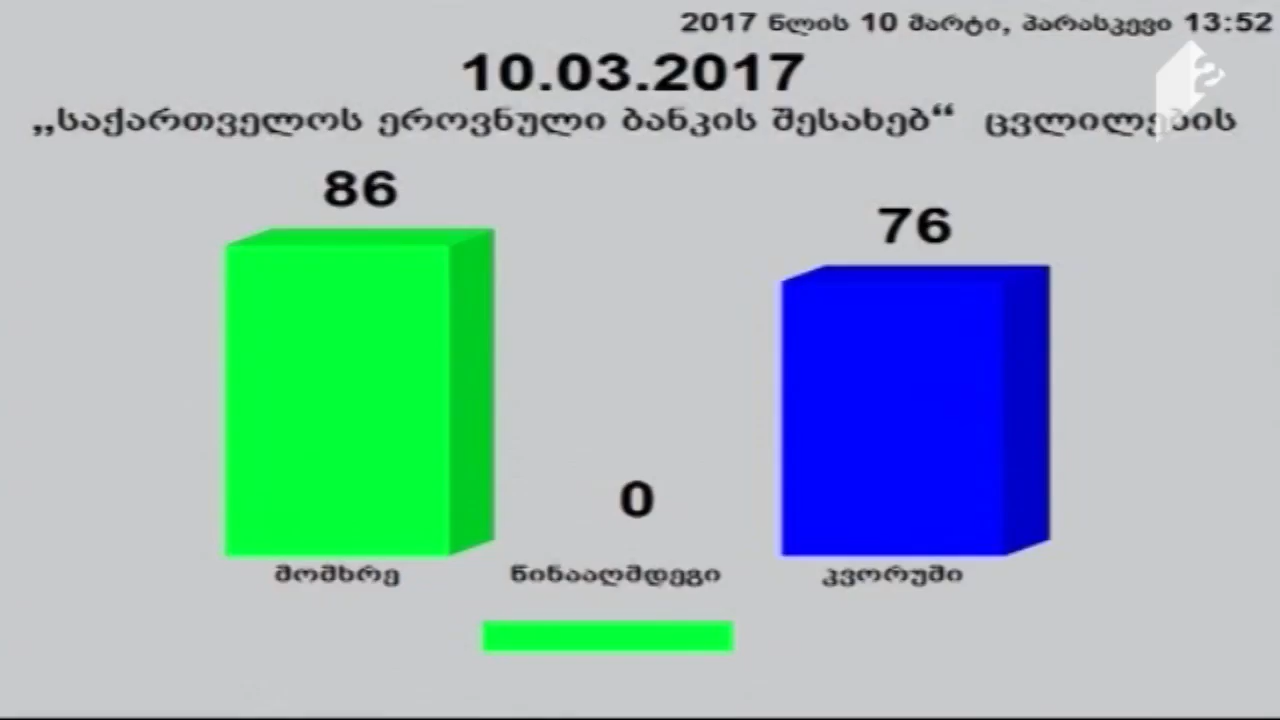 2017 წლის 10 მარტი, პარასკევი 13:52
10.03.2017
„საქართველოს ეროვნული ბანკის შესახებ“ ცვლილების
86
76
0
მომხრე წინააღმდეგი კვორუმი